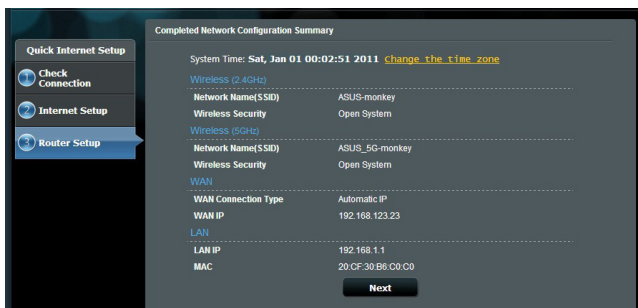 Completed Network Configuration Summary
Quick Internet Setup
System Time: Sat, Jan 01 00:02:51 2011 Change the time zone
1 Check Connection
Wireless (2.4GHz)
Network Name(SSID) ASUS-monkey
2 Internet Setup
Wireless Security Open System
Wireless (5GHz)
3 Router Setup
Network Name(SSID) ASUS_5G-monkey
Wireless Security Open System
WAN
WAN Connection Type Automatic IP
WAN IP 192.168.123.23
LAN
LAN IP 192.168.1.1
MAC 20:CF:30:B6:C0:C0
Next